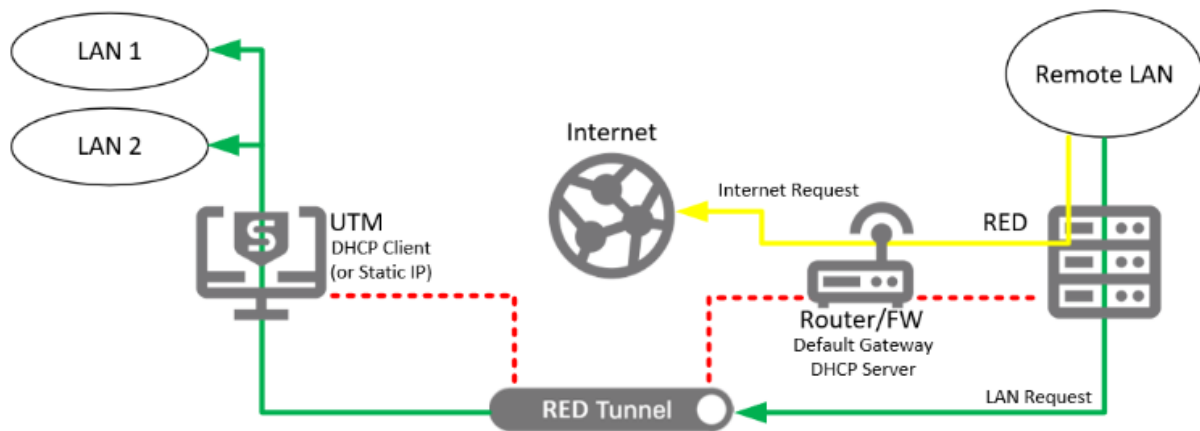 LAN 1
LAN 2
UTM
DHCP Client
(or Static IP)
Internet
Internet Request
Remote LAN
RED
Router/FW
Default Gateway
DHCP Server
RED Tunnel
LAN Request
S